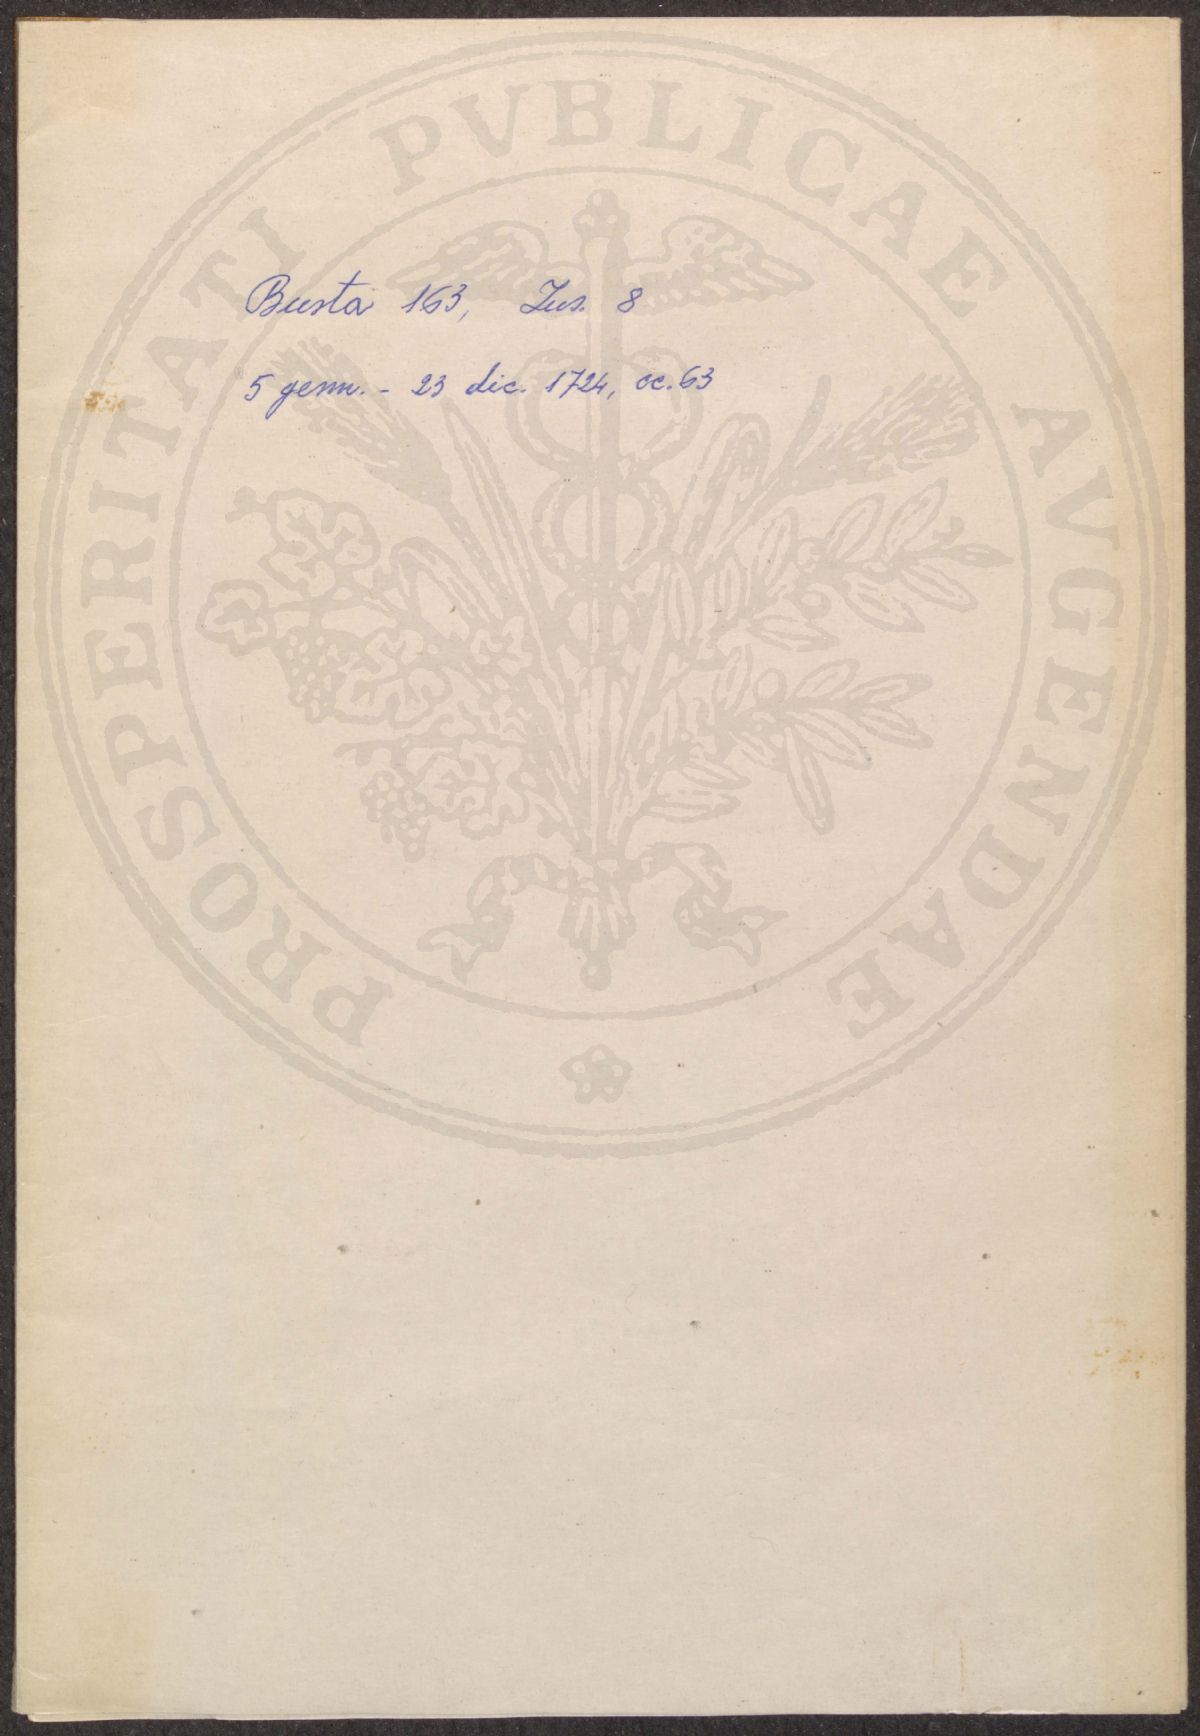 PROSPERITATI PVBLICAE AVGENDAE
Busta 163, Ins. 8
5 genn. - 23 dic. 1724, cc. 63